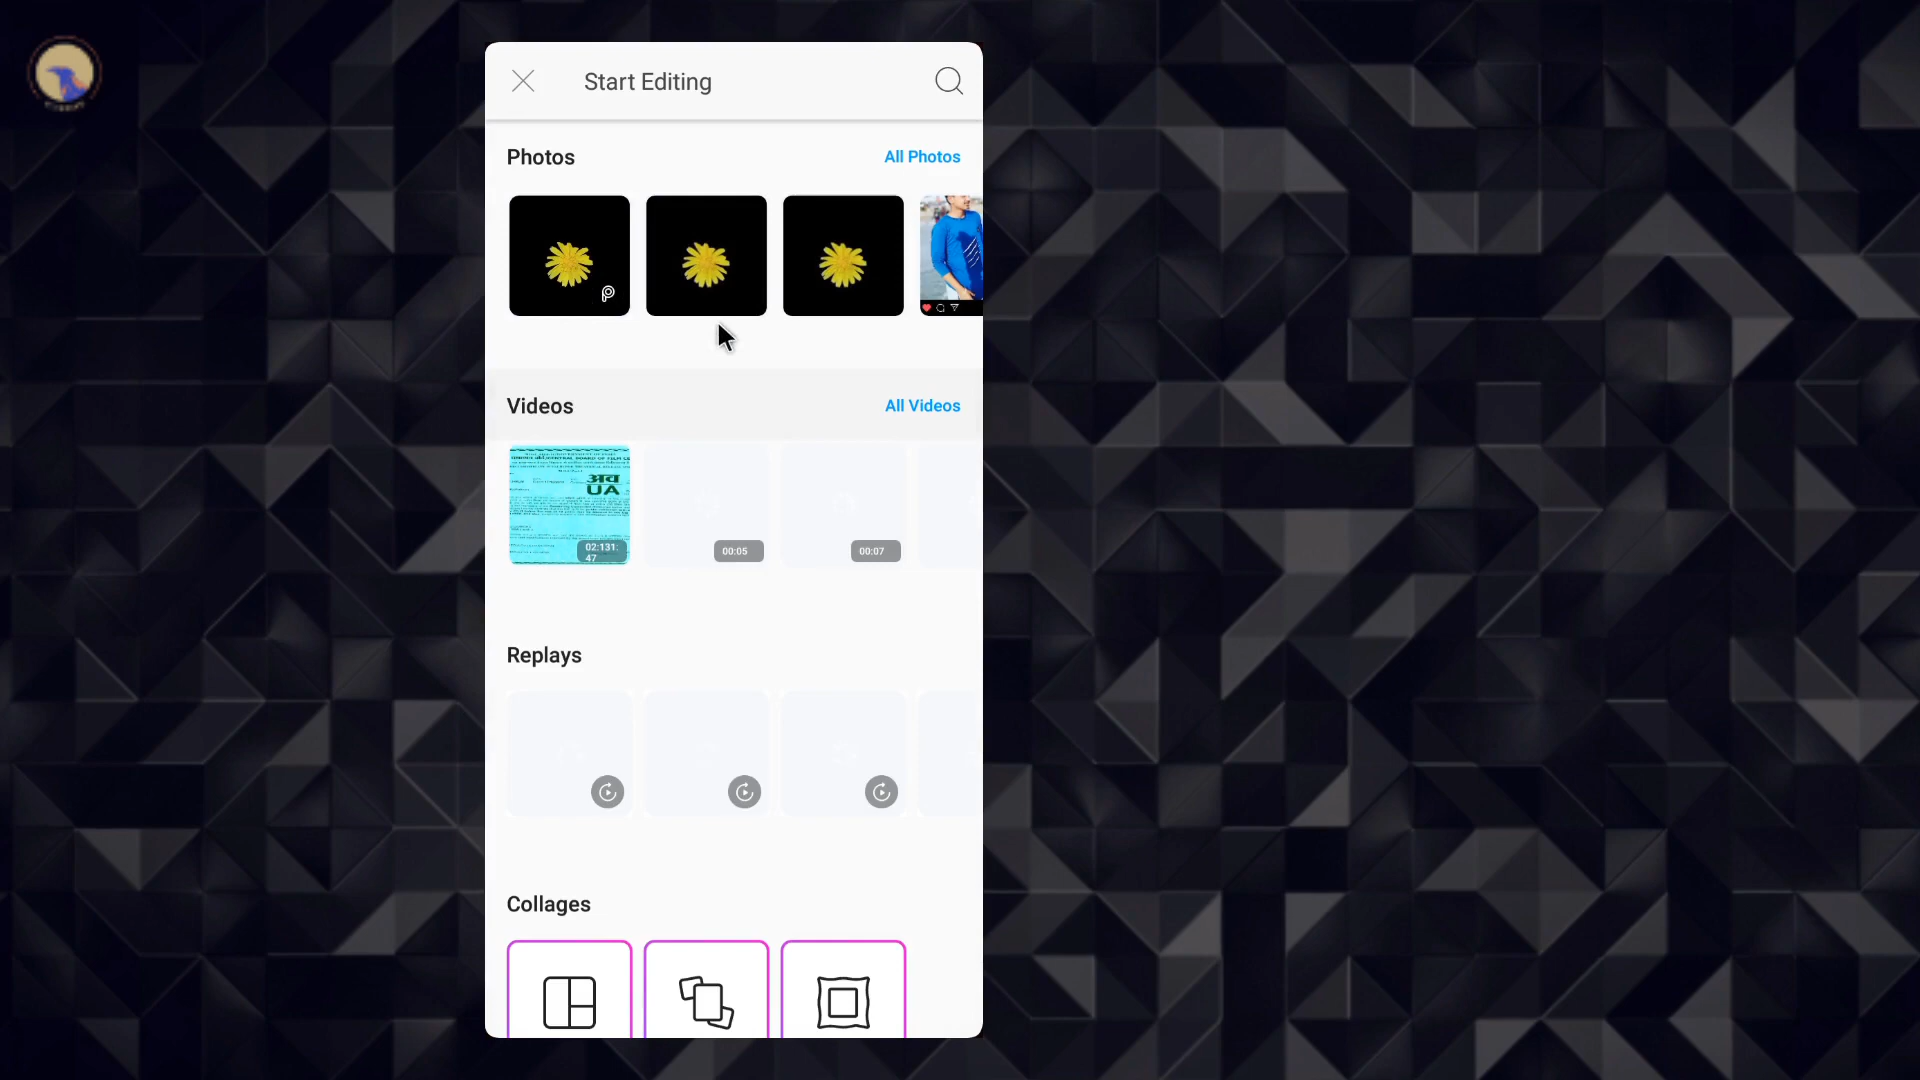 Start Editing
Photos
All Photos
Videos
All Videos
अव
UA
02:131:
47
00:05
00:07
Replays
Collages